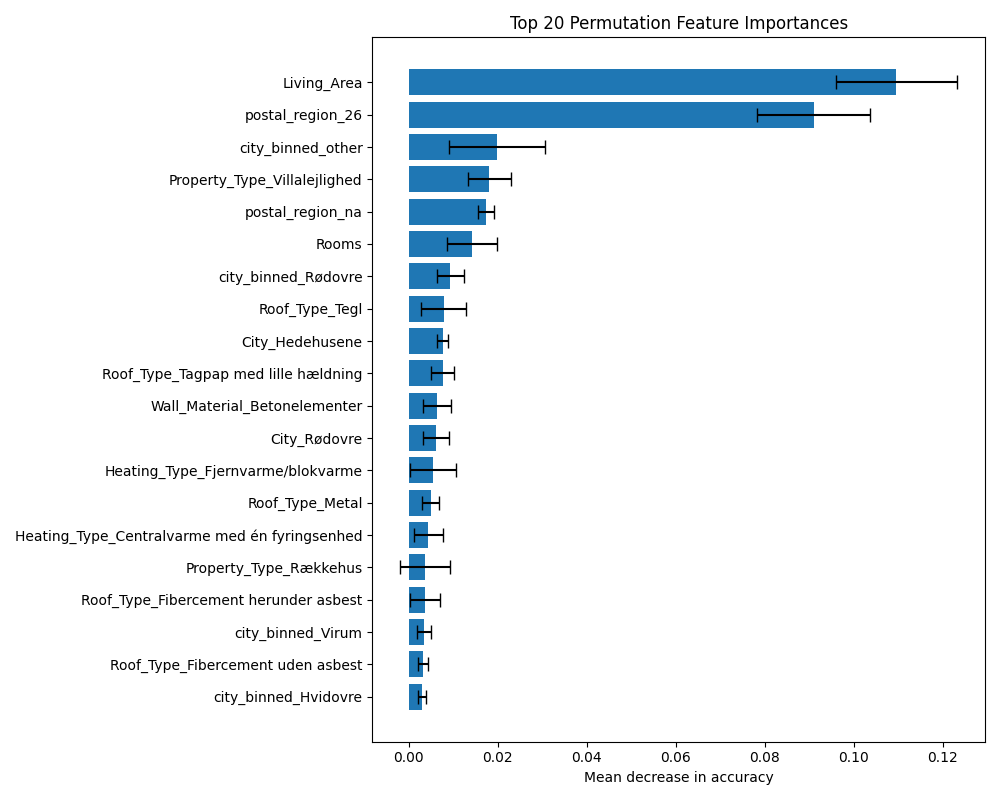 Top 20 Permutation Feature Importances
Living_Area
postal_region_26
city_binned_other
Property_Type_Villalejlighed
postal_region_na
Rooms
city_binned_Rødovre
Roof_Type_Tegl
City_Hedehusene
Roof_Type_Tagpap med lille hældning
Wall_Material_Betonelementer
City_Rødovre
Heating_Type_Fjernvarme/blokvarme
Roof_Type_Metal
Heating_Type_Centralvarme med én fyringsenhed
Property_Type_Rækkehus
Roof_Type_Fibercement herunder asbest
city_binned_Virum
Roof_Type_Fibercement uden asbest
city_binned_Hvidovre
0.00 0.02 0.04 0.06 0.08 0.10 0.12
Mean decrease in accuracy